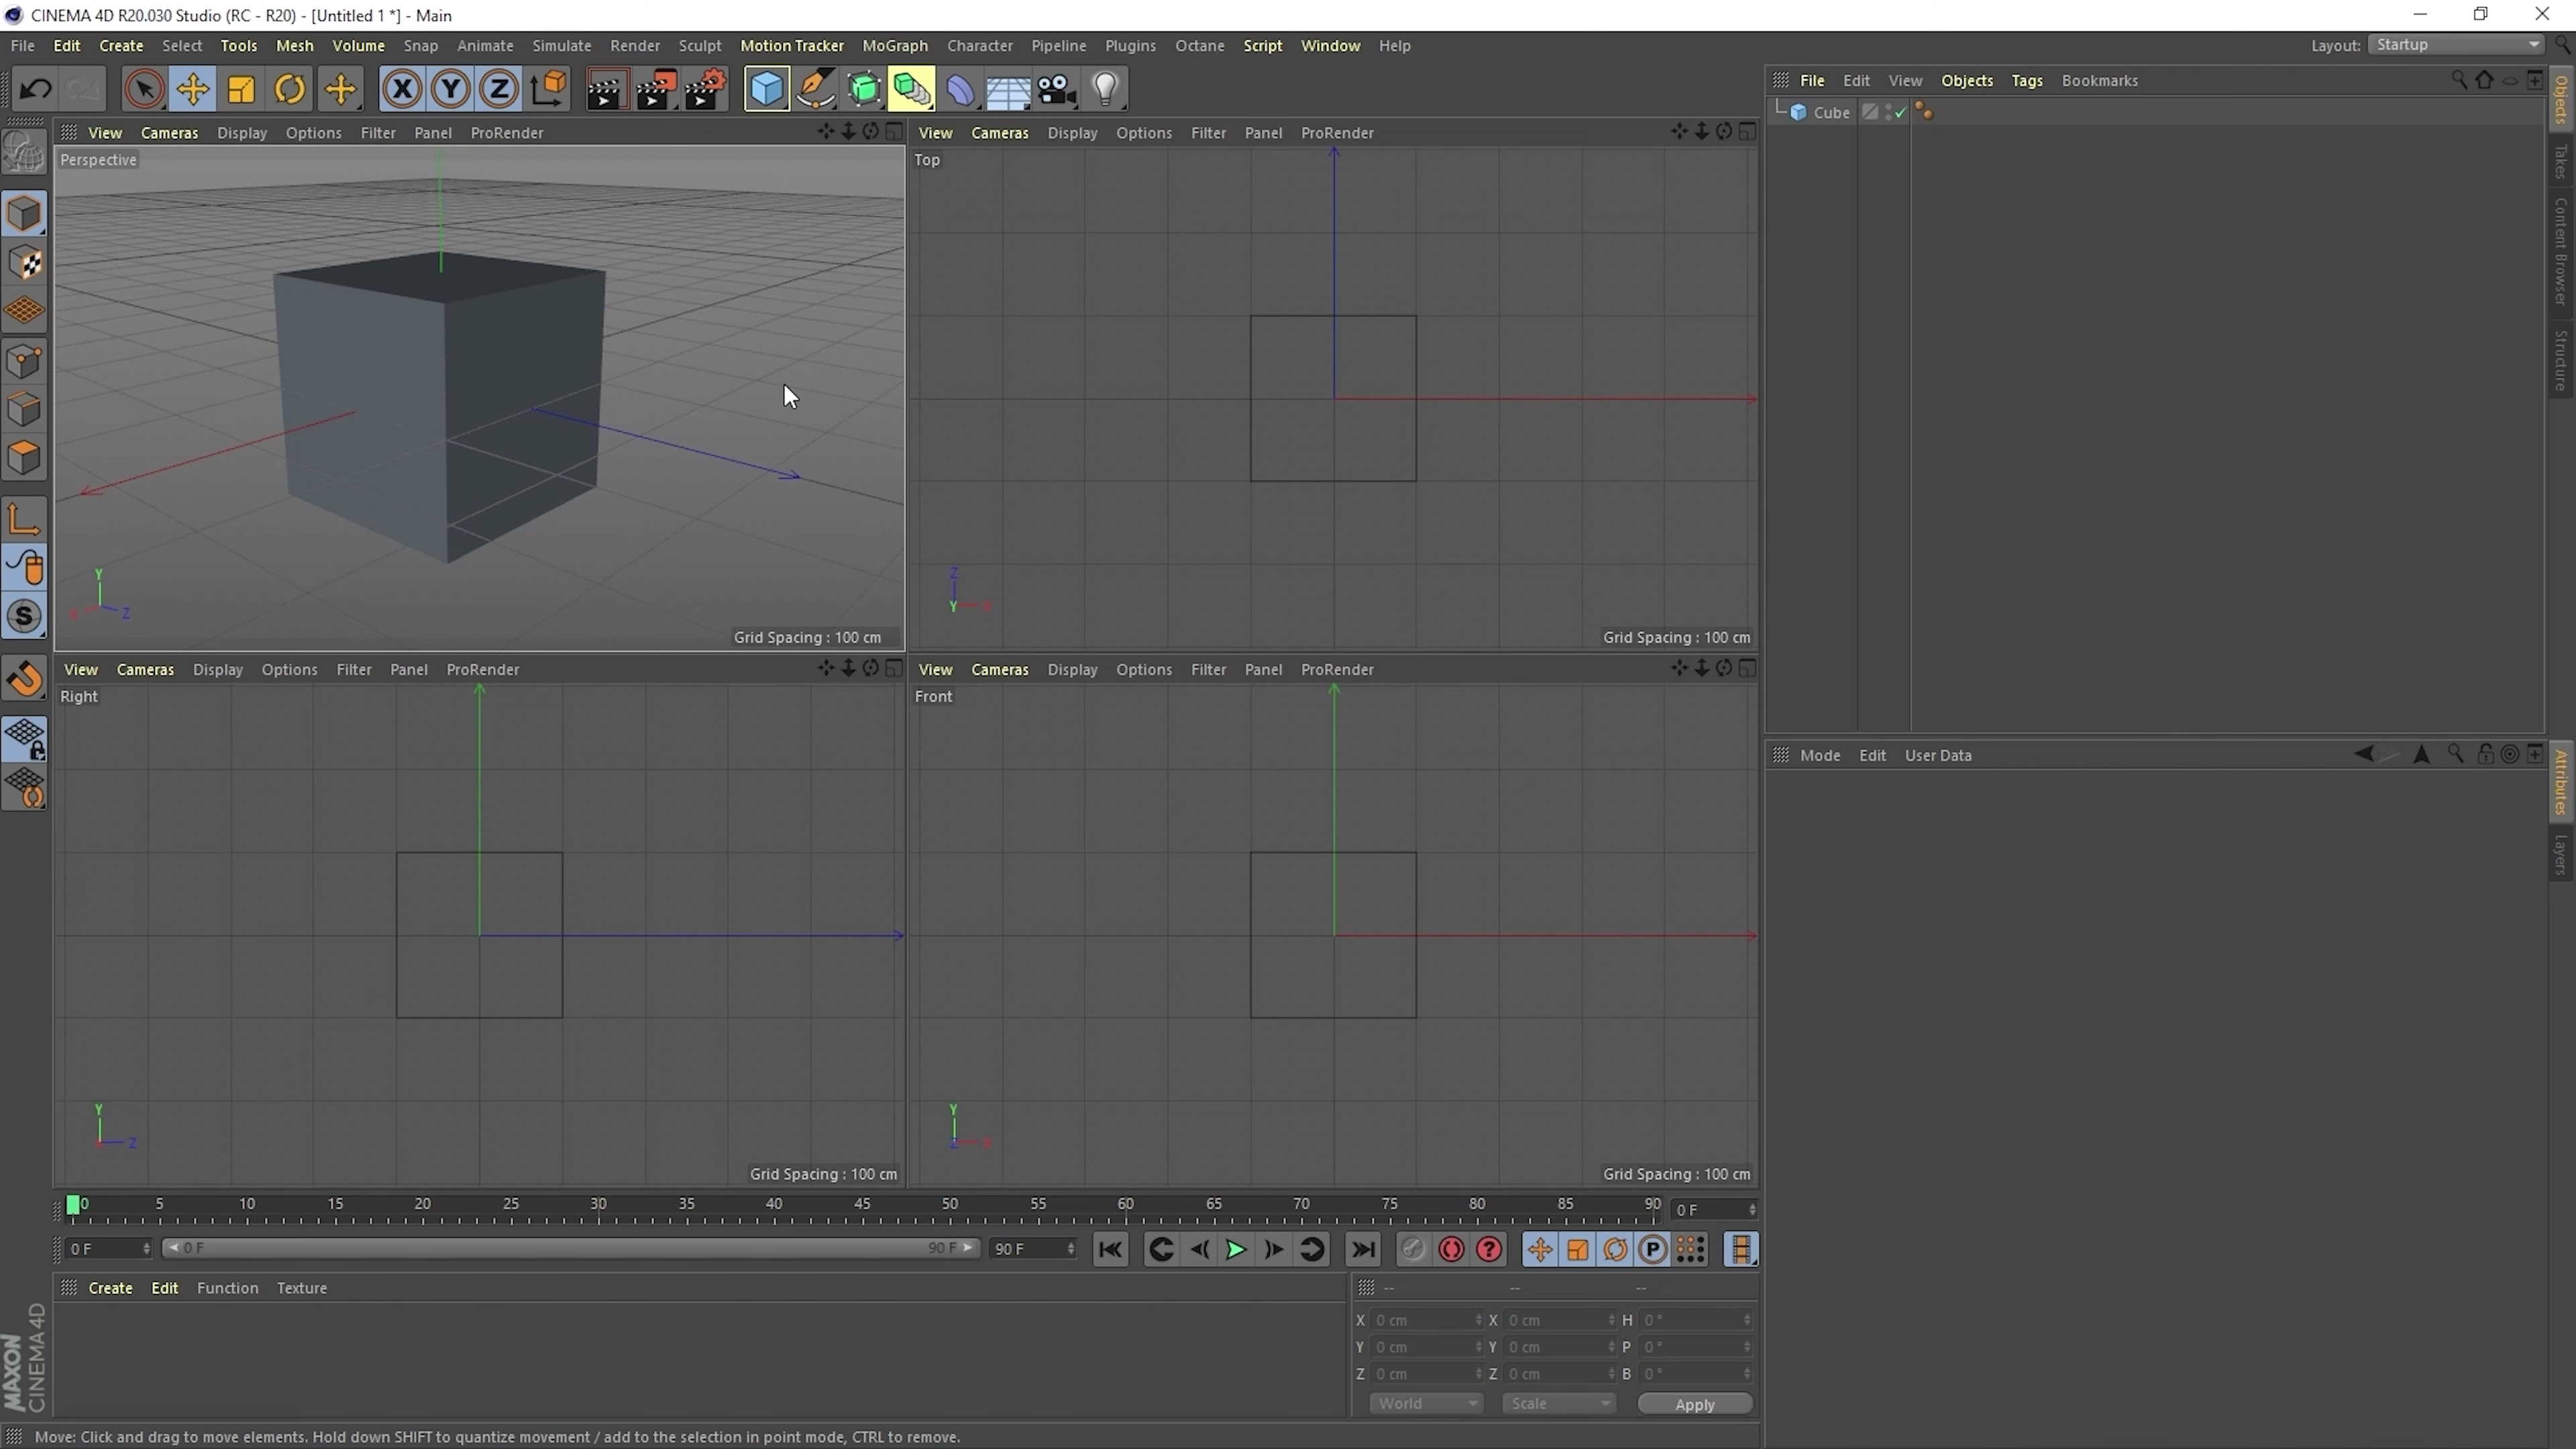 CINEMA 4D R20.030 Studio (RC - R20) - [Untitled 1 *] - Main
File Edit Create Select Tools Mesh Volume Snap Animate Simulate Render Sculpt Motion Tracker MoGraph Character Pipeline Plugins Octane Script Window Help Layout: Startup
X Y Z
File Edit View Objects Tags Bookmarks
Cube
View Cameras Display Options Filter Panel ProRender
Perspective
Y
X Z
Grid Spacing : 100 cm
View Cameras Display Options Filter Panel ProRender
Top
Z
Y X
Grid Spacing : 100 cm
View Cameras Display Options Filter Panel ProRender
Right
Y
X Z
Grid Spacing : 100 cm
View Cameras Display Options Filter Panel ProRender
Front
Y
Z X
Grid Spacing : 100 cm
Objects
Takes
Content Browser
Structure
Mode Edit User Data
Attributes
Layers
S
0 5 10 15 20 25 30 35 40 45 50 55 60 65 70 75 80 85 90 0 F
0 F 0 F 90 F 90 F ? P
Create Edit Function Texture
-- -- --
X 0 cm X 0 cm H 0 °
Y 0 cm Y 0 cm P 0 °
Z 0 cm Z 0 cm B 0 °
World Scale Apply
MAXON
CINEMA 4D
Move: Click and drag to move elements. Hold down SHIFT to quantize movement / add to the selection in point mode, CTRL to remove.